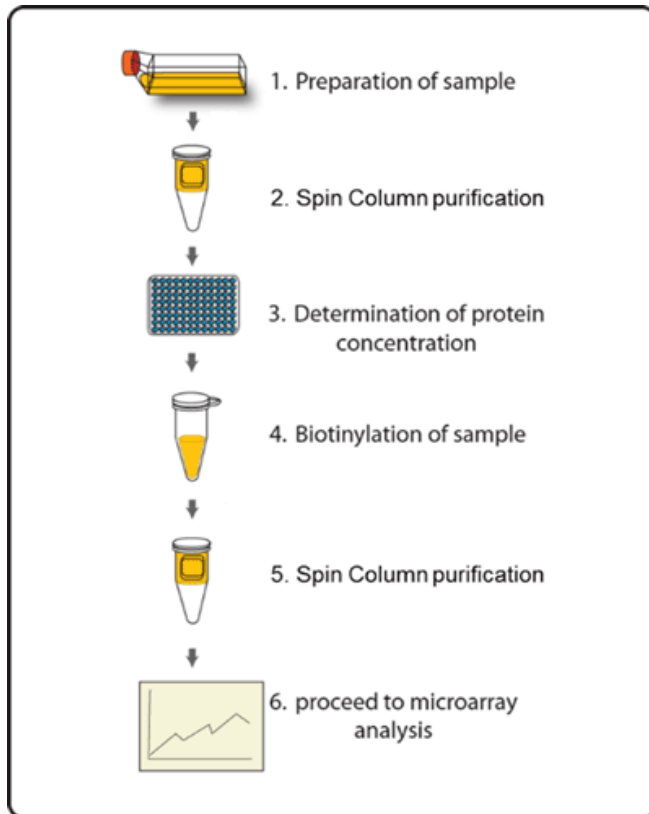 1. Preparation of sample
2. Spin Column purification
3. Determination of protein
concentration
4. Biotinylation of sample
5. Spin Column purification
6. proceed to microarray
analysis